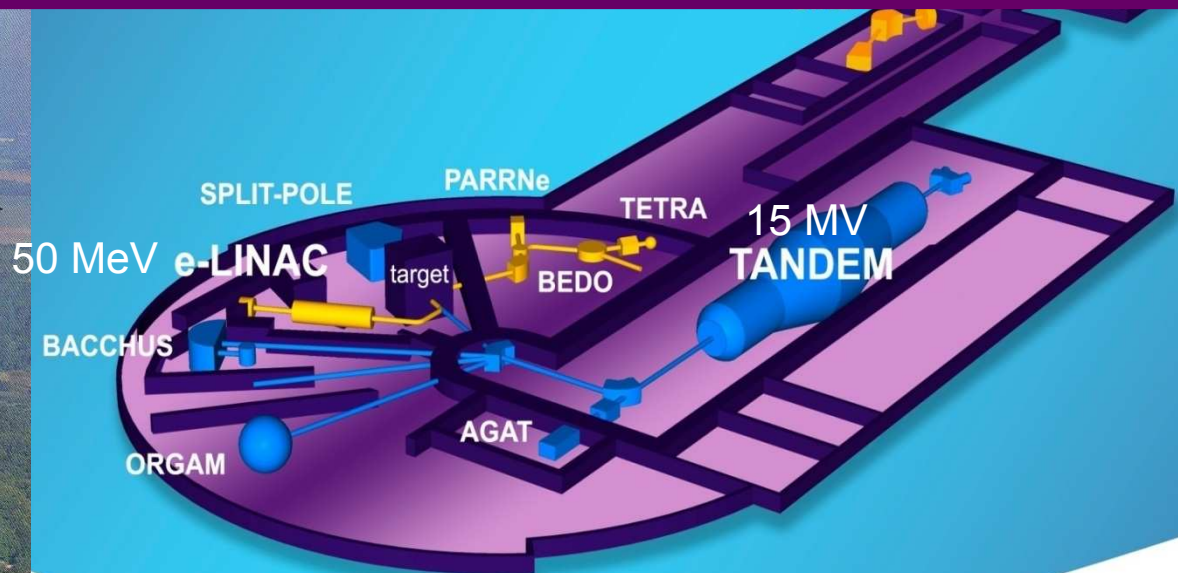 PARRNe
SPLIT-POLE
TETRA
15 MV
50 MeV e-LINAC
target
BEDO
TANDEM
BACCHUS
AGAT
ORGAM